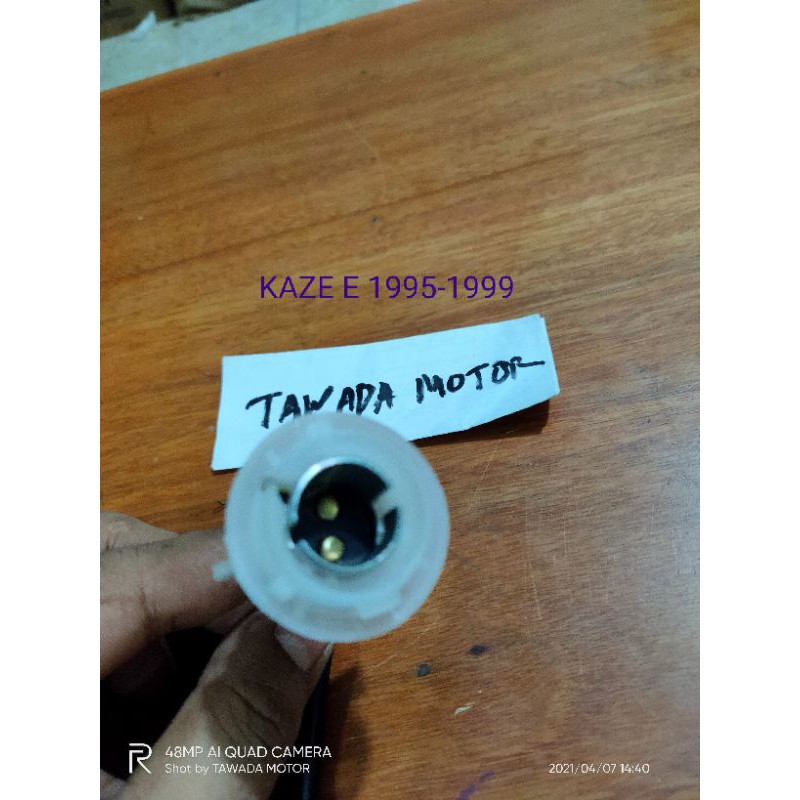 KAZE E 1995-1999
TAWADA MOTOR
48MP AI QUAD CAMERA
Shot by TAWADA MOTOR
2021/04/07 14:40